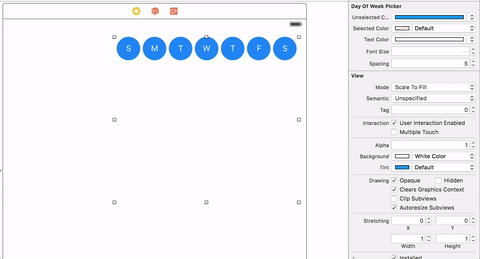 S M T W T F S
Day Of Week Picker
Unselected C...
Selected Color Default
Text Color
Font Size
Spacing 5
View
Mode Scale To Fill
Semantic Unspecified
Tag 0
Interaction User Interaction Enabled
Multiple Touch
Alpha 1
Background White Color
Tint Default
Drawing Opaque Hidden
Clears Graphics Context
Clip Subviews
Autoresize Subviews
Stretching 0 0
X Y
1 1
Width Height
Installed